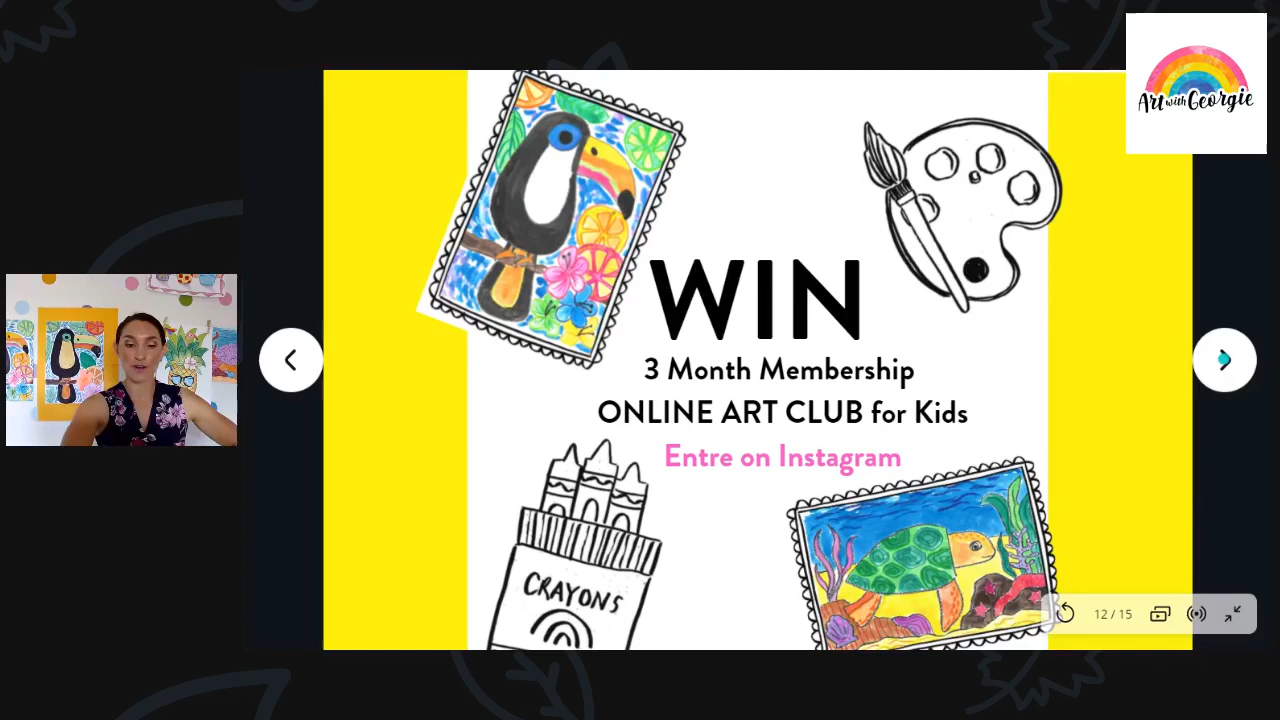 Art with Georgie
WIN
3 Month Membership
ONLINE ART CLUB for Kids
Entre on Instagram
CRAYONS
12 / 15